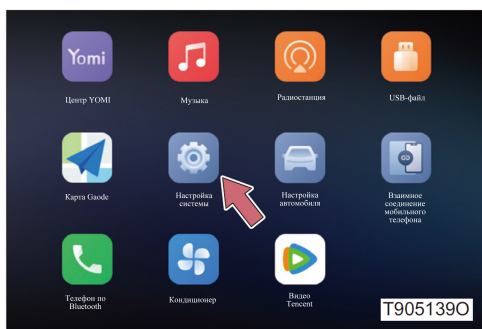 Yomi
Центр YOMI
Музыка
Радиостанция
USB-файл
Карта Gaode
Настройка
системы
Настройка
автомобиля
GO
Взаимное
соединение
мобильного
телефона
Телефон по
Bluetooth
Кондиционер
Видео
Tencent
T905139O